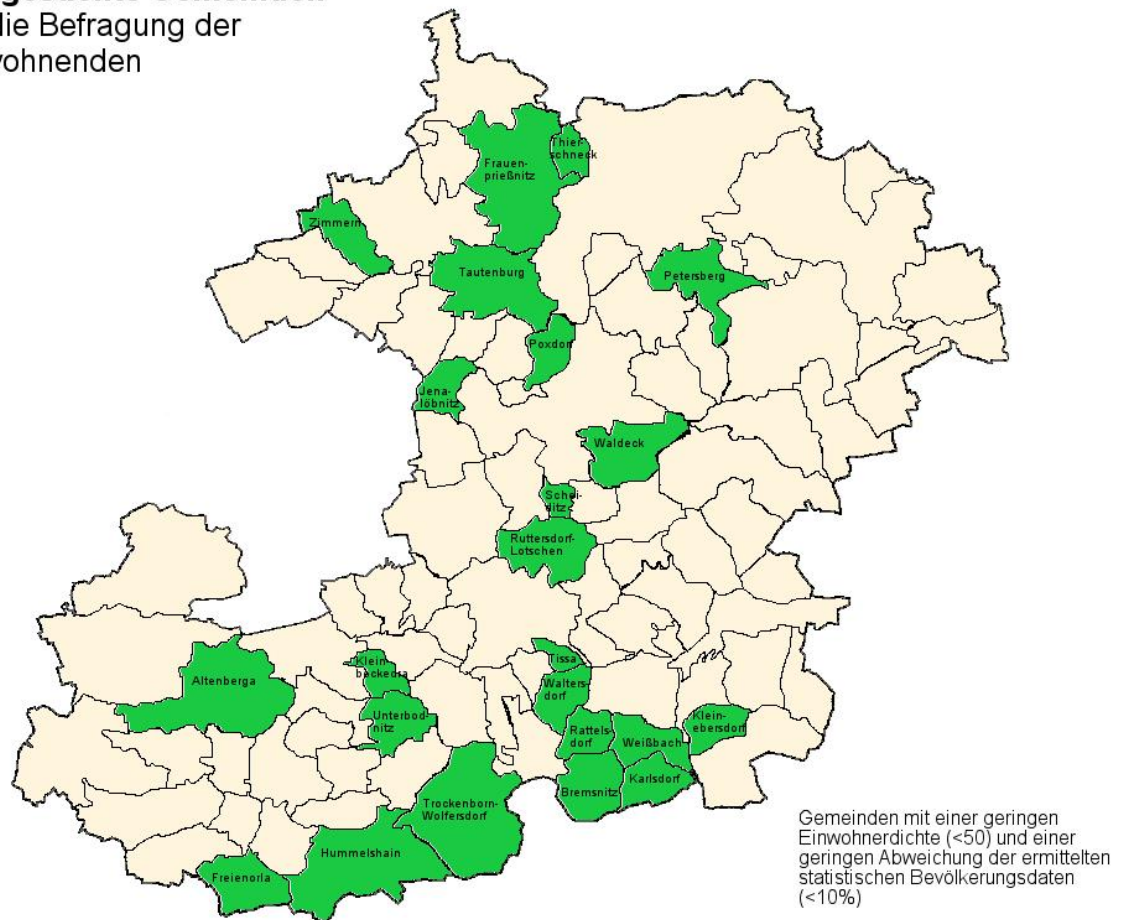 die Befragung der
wohnenden
Thier-
schneck
Frauen-
prießnitz
Zimmern
Tautenburg
Petersberg
Poxdorf
Jena-
löbnitz
Waldeck
Schei-
ditz
Ruttersdorf-
Lotschen
Tissa
Klein-
bockedra
Altenberga
Walters-
dorf
Unterbod-
nitz
Klein-
ebersdorf
Rattels-
dorf
Weißbach
Karlsdorf
Bremsnitz
Trockenborn-
Wolfersdorf
Hummelshain
Freienorla
Gemeinden mit einer geringen
Einwohnerdichte (<50) und einer
geringen Abweichung der ermittelten
statistischen Bevölkerungsdaten
(<10%)